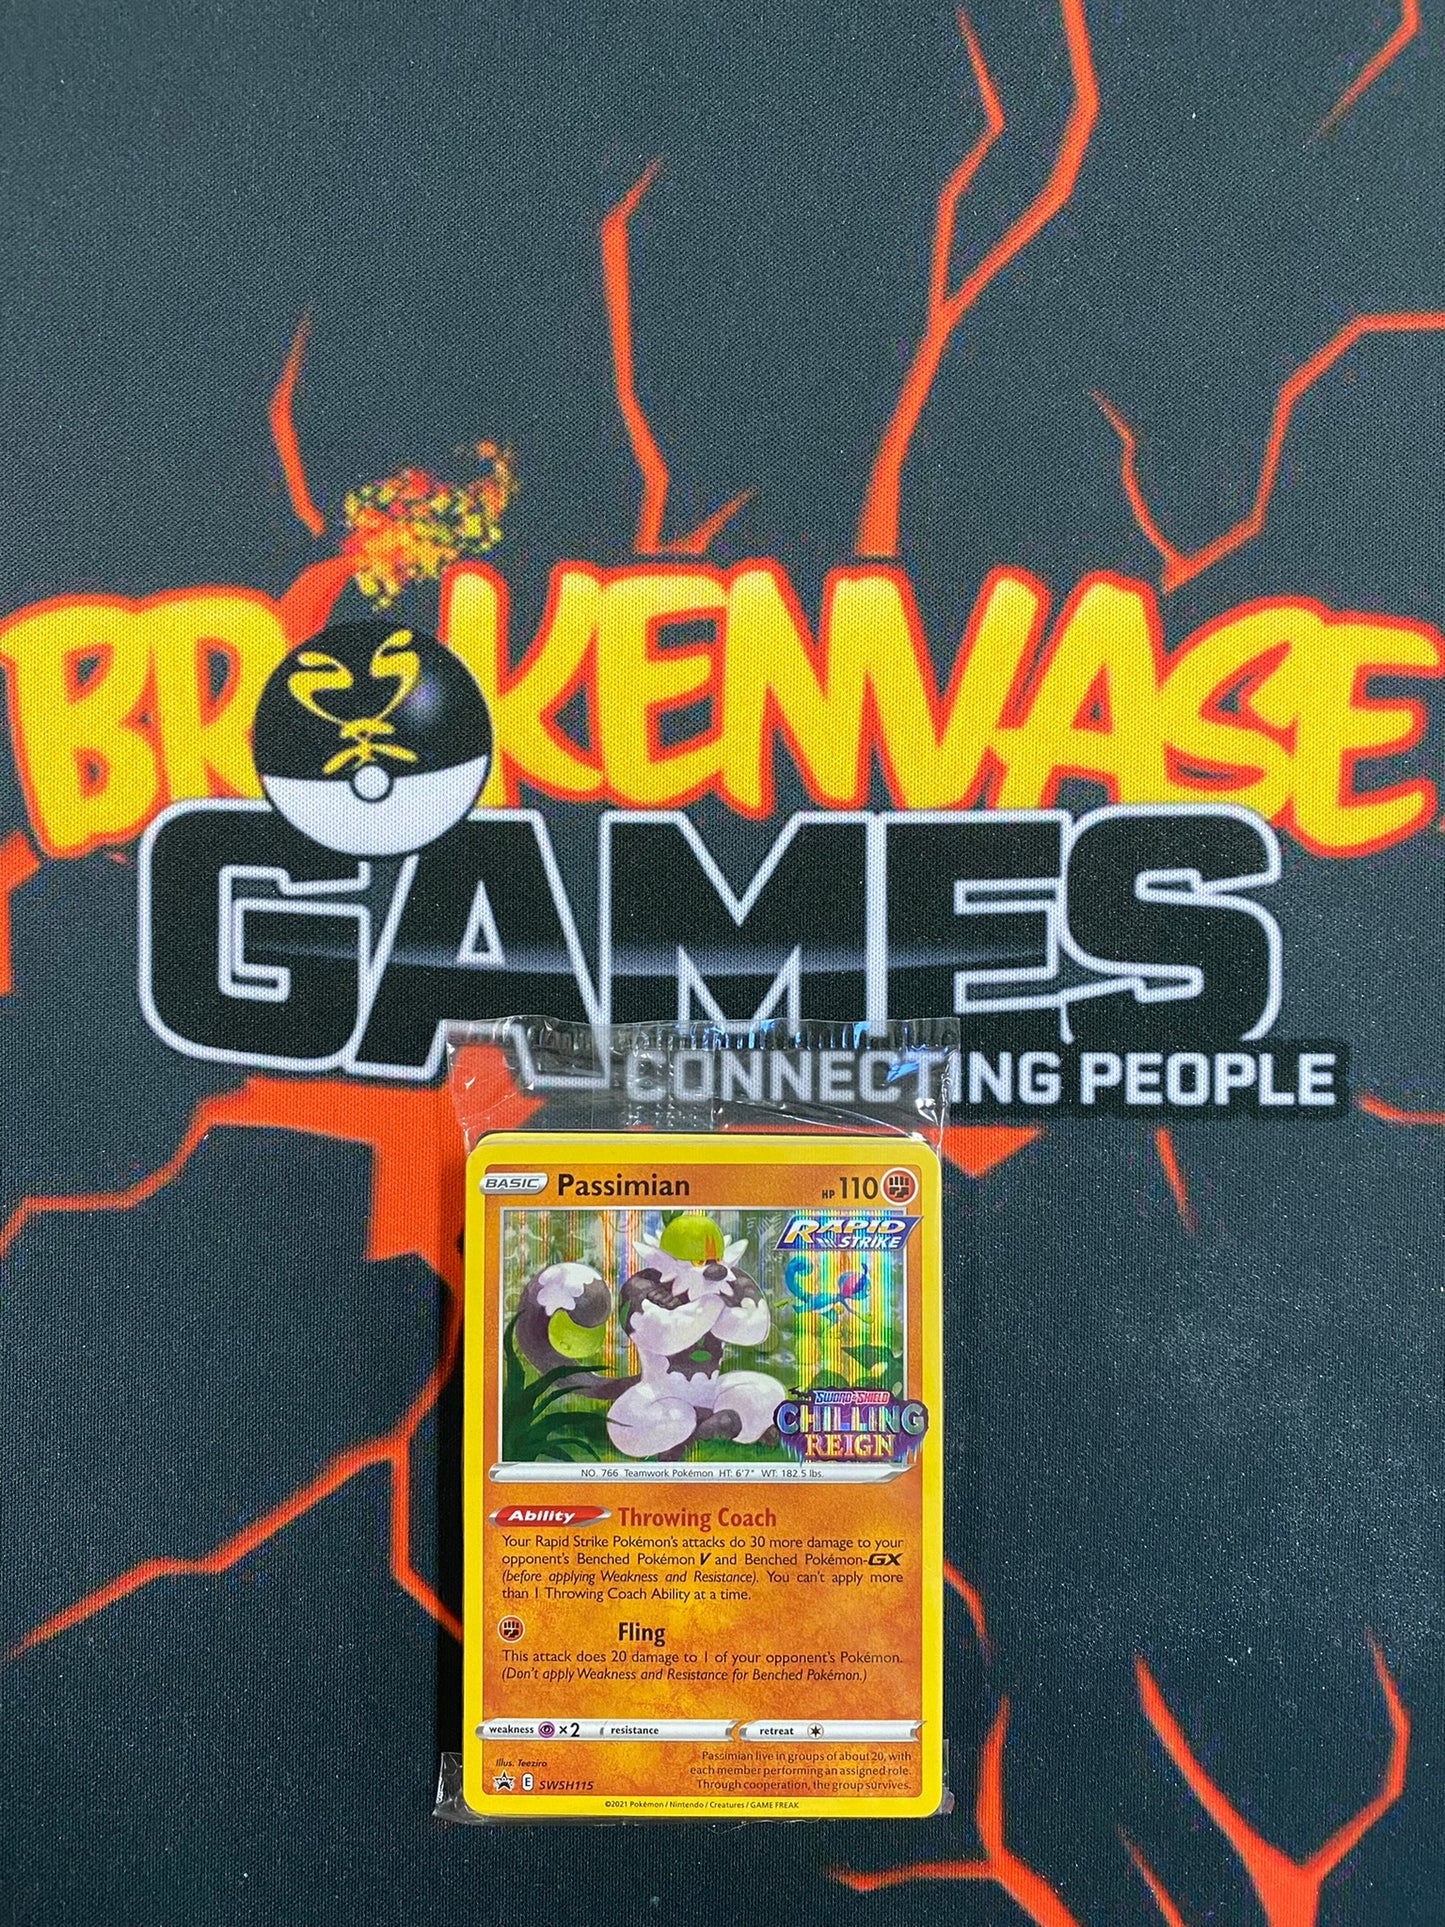 BROKENVASE
GAMES
CONNECTING PEOPLE
BASIC Passimian HP 110
RAPID
STRIKE
SWORD & SHIELD
CHILLING
REIGN
NO. 766 Teamwork Pokémon HT: 6'7" WT: 182.5 lbs.
Ability Throwing Coach
Your Rapid Strike Pokémon's attacks do 30 more damage to your
opponent's Benched Pokémon V and Benched Pokémon-GX
(before applying Weakness and Resistance). You can't apply more
than 1 Throwing Coach Ability at a time.
Fling
This attack does 20 damage to 1 of your opponent's Pokémon.
(Don't apply Weakness and Resistance for Benched Pokémon.)
weakness ×2 resistance retreat
Illus. Teeziro
Passimian live in groups of about 20, with
each member performing an assigned role.
Through cooperation, the group survives.
E SWSH115
©2021 Pokémon / Nintendo / Creatures / GAME FREAK